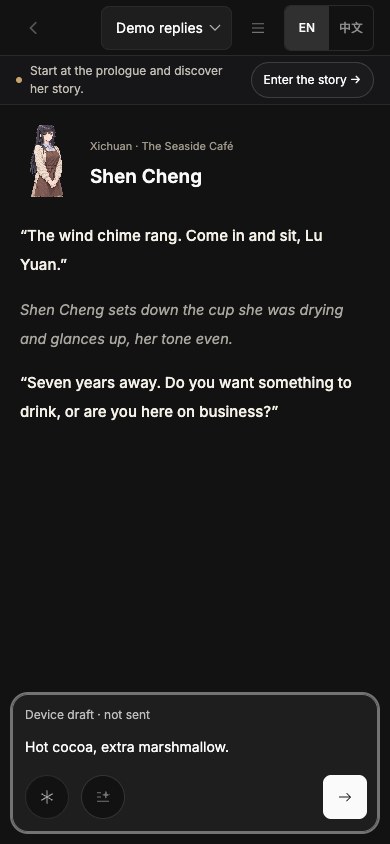 Demo replies
EN
中文
Start at the prologue and discover
her story.
Enter the story →
Xichuan · The Seaside Café
Shen Cheng
“The wind chime rang. Come in and sit, Lu
Yuan.”
Shen Cheng sets down the cup she was drying
and glances up, her tone even.
“Seven years away. Do you want something to
drink, or are you here on business?”
Device draft · not sent
Hot cocoa, extra marshmallow.